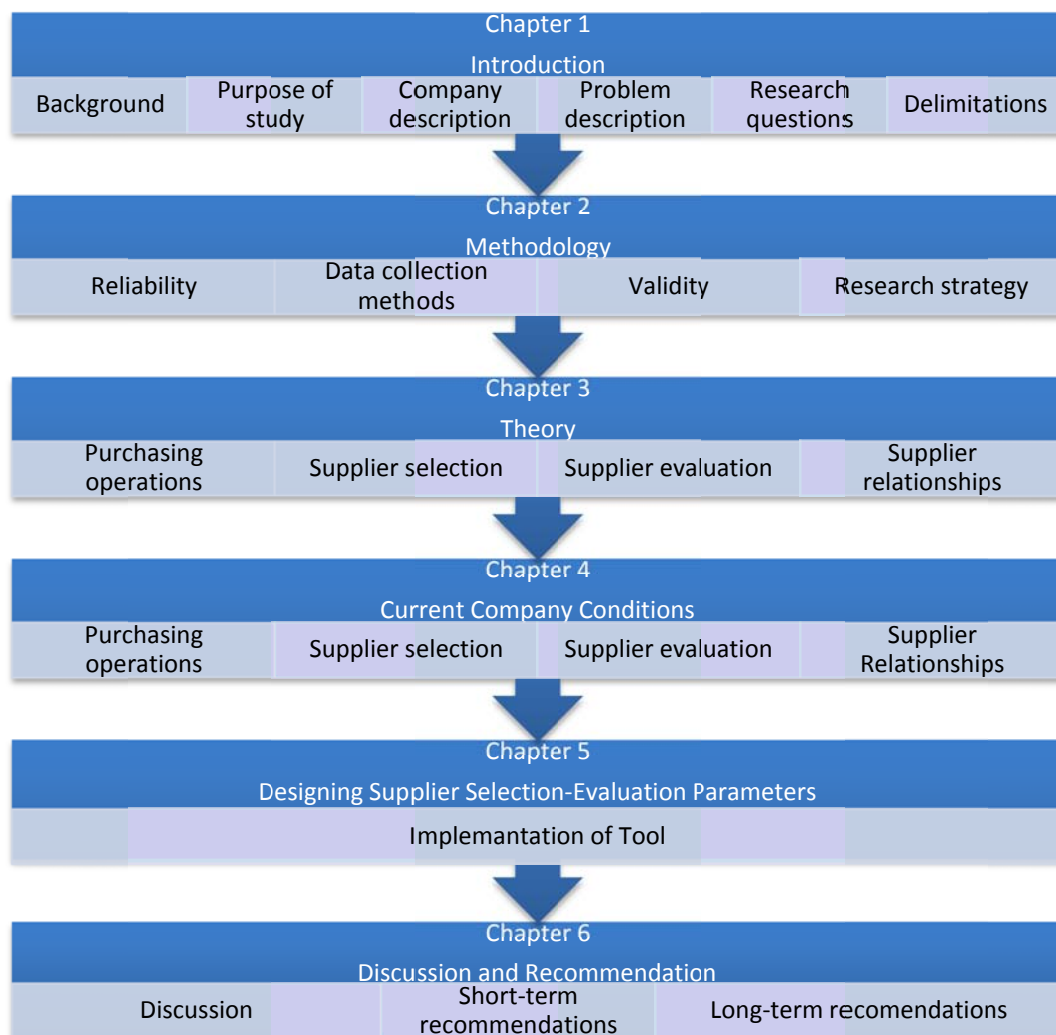 Chapter 1
Introduction
Background
Purpose of
study
Company
description
Problem
description
Research
questions
Delimitations
Chapter 2
Methodology
Reliability
Data collection
methods
Validity
Research strategy
Chapter 3
Theory
Purchasing
operations
Supplier selection
Supplier evaluation
Supplier
relationships
Chapter 4
Current Company Conditions
Purchasing
operations
Supplier selection
Supplier evaluation
Supplier
Relationships
Chapter 5
Designing Supplier Selection-Evaluation Parameters
Implemantation of Tool
Chapter 6
Discussion and Recommendation
Discussion
Short-term
recommendations
Long-term recomendations